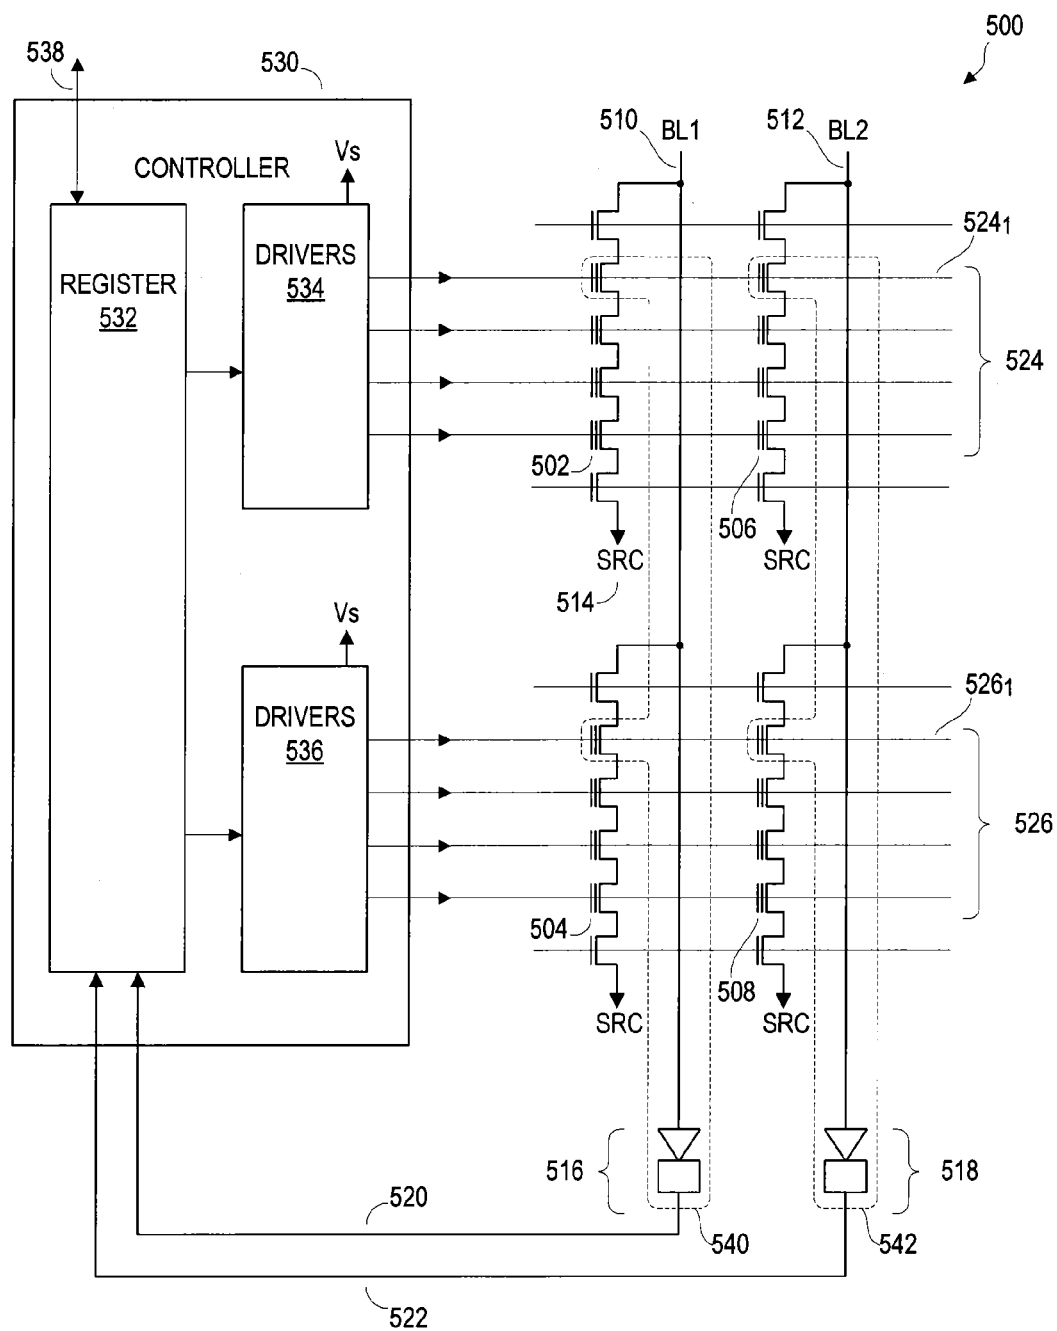 500
538
530
510
BL1
512
BL2
CONTROLLER
Vs
524₁
REGISTER
532
DRIVERS
534
524
502
506
SRC
SRC
514
Vs
526₁
DRIVERS
536
526
504
508
SRC
SRC
516
518
520
540
542
522